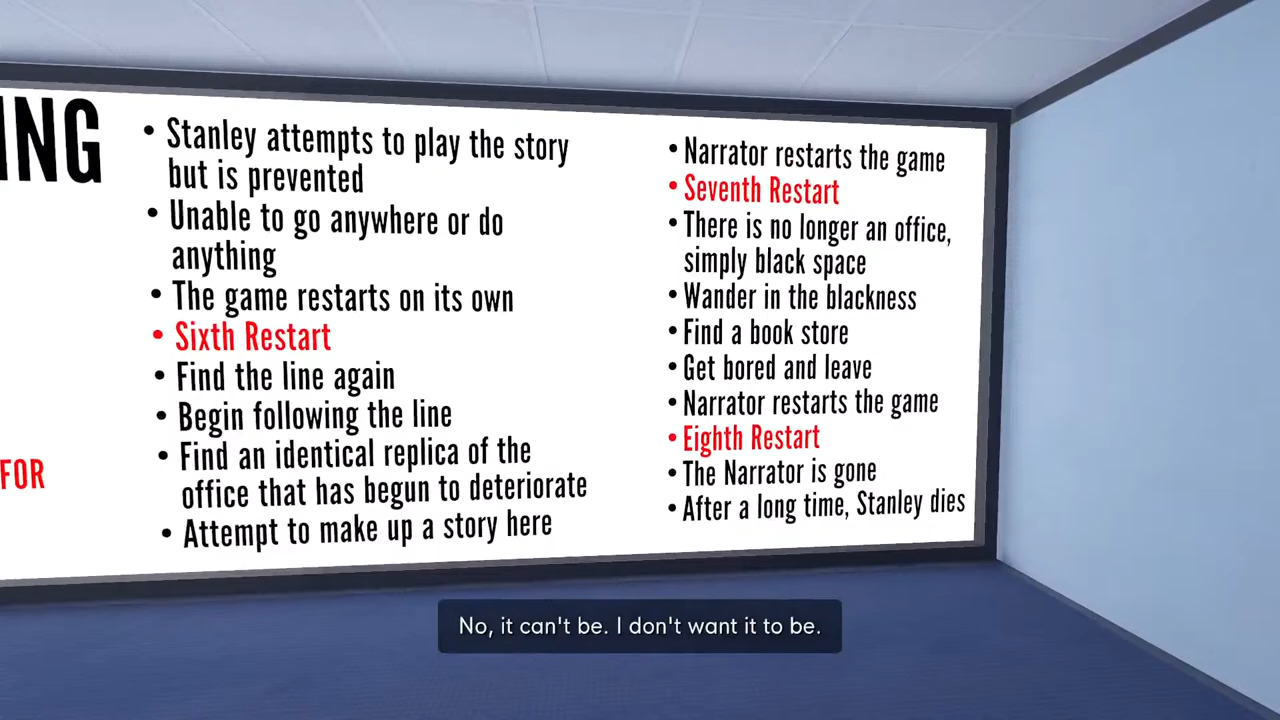 ING
• Stanley attempts to play the story
but is prevented
• Unable to go anywhere or do
anything
• The game restarts on its own
• Sixth Restart
• Find the line again
• Begin following the line
• Find an identical replica of the
office that has begun to deteriorate
• Attempt to make up a story here
FOR
• Narrator restarts the game
• Seventh Restart
• There is no longer an office,
simply black space
• Wander in the blackness
• Find a book store
• Get bored and leave
• Narrator restarts the game
• Eighth Restart
• The Narrator is gone
• After a long time, Stanley dies
No, it can't be. I don't want it to be.